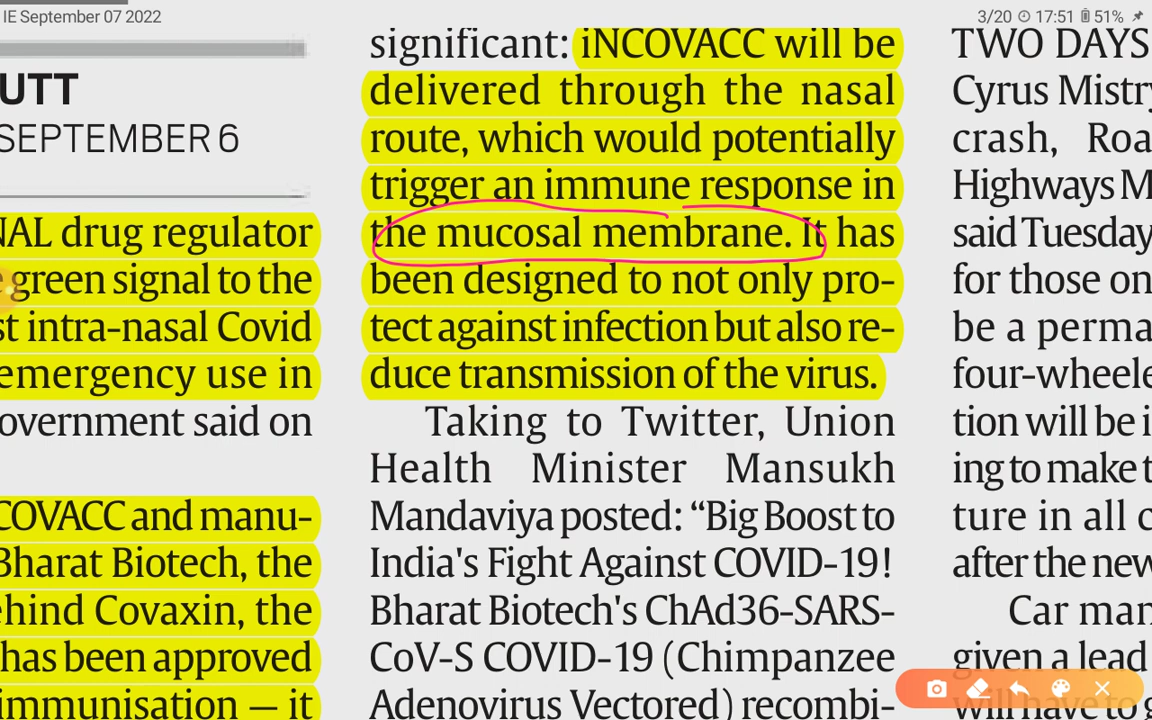 IE September 07 2022
3/20 17:51 51%
UTT
SEPTEMBER 6
NAL drug regulator
green signal to the
st intra-nasal Covid
emergency use in
overnment said on
COVACC and manu-
Bharat Biotech, the
ehind Covaxin, the
has been approved
immunisation — it
significant: iNCOVACC will be
delivered through the nasal
route, which would potentially
trigger an immune response in
the mucosal membrane. It has
been designed to not only pro-
tect against infection but also re-
duce transmission of the virus.
Taking to Twitter, Union
Health Minister Mansukh
Mandaviya posted: “Big Boost to
India's Fight Against COVID-19!
Bharat Biotech's ChAd36-SARS-
CoV-S COVID-19 (Chimpanzee
Adenovirus Vectored) recombi-
TWO DAYS
Cyrus Mistry
crash, Roa
Highways M
said Tuesday
for those on
be a perma
four-wheele
tion will be i
ing to make t
ture in all c
after the new
Car man
given a lead
will have to g